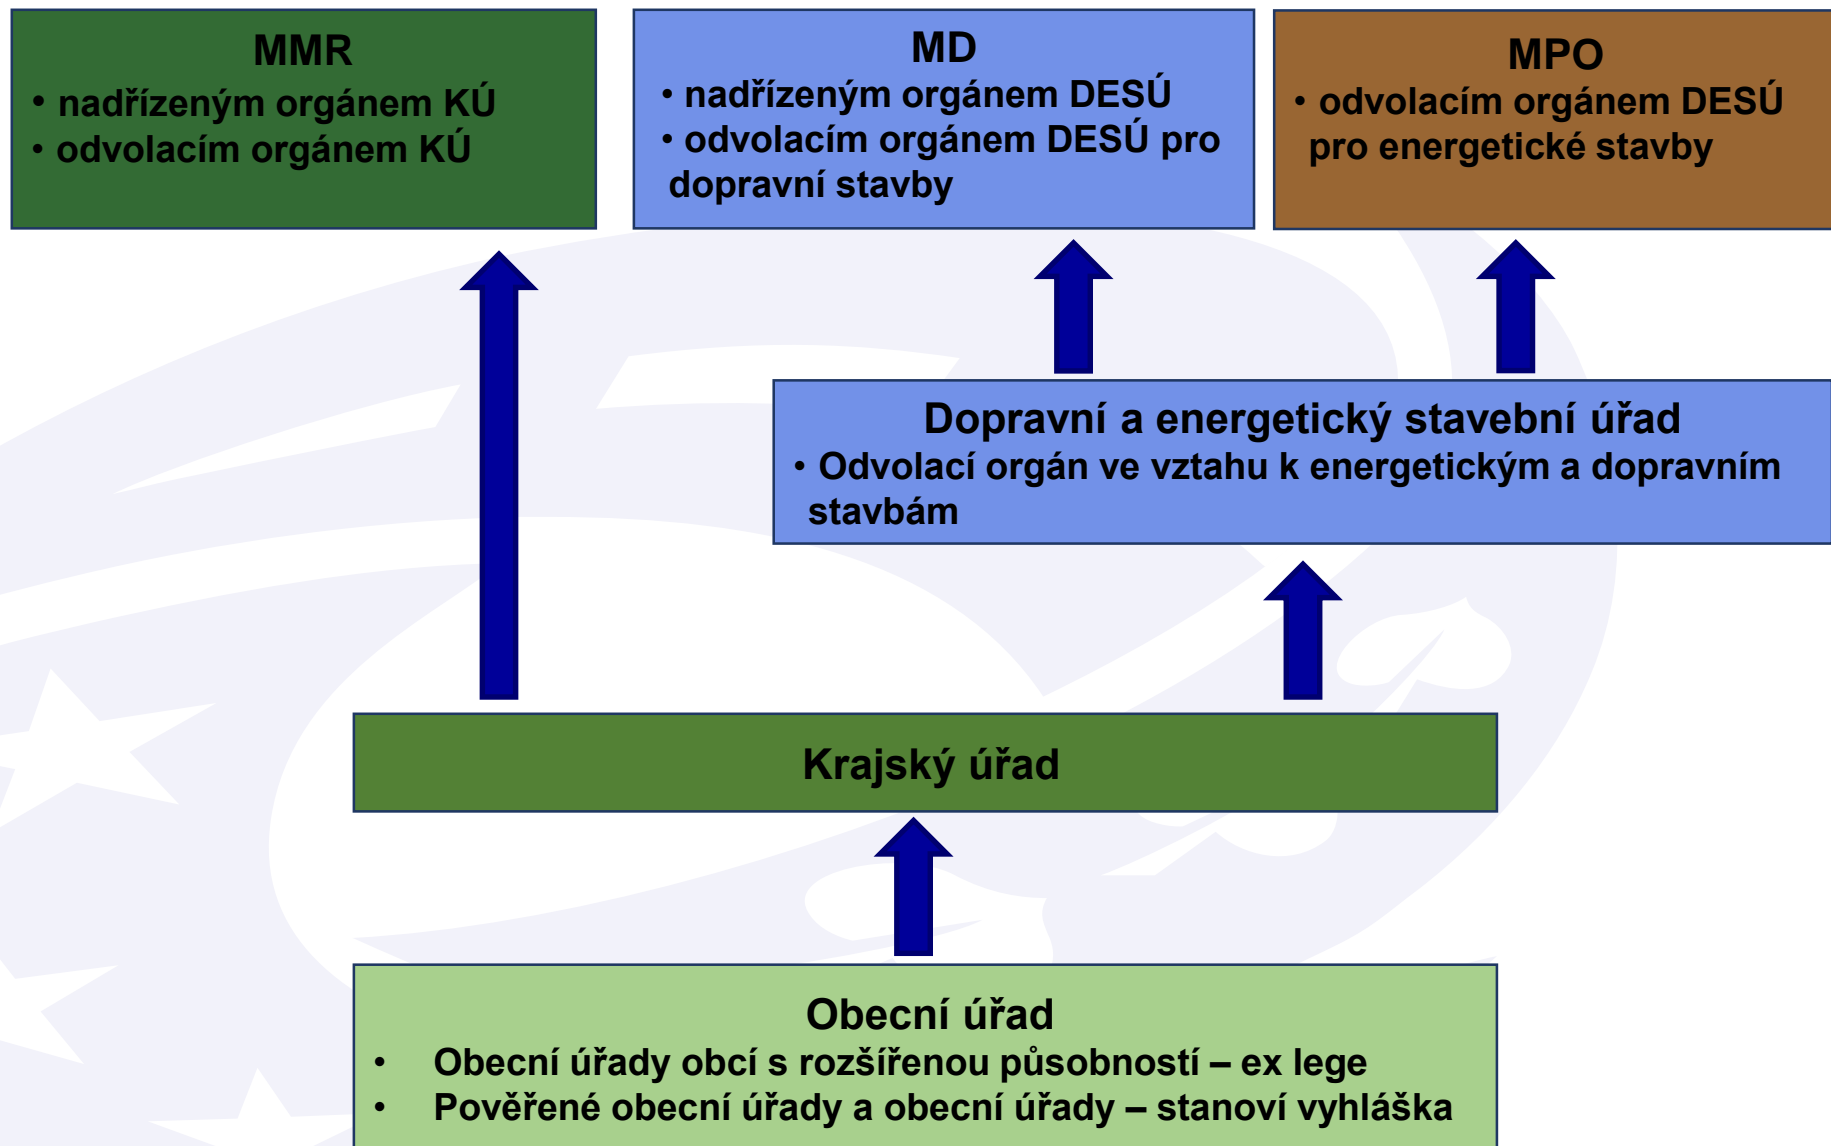 MMR
• nadřízeným orgánem KÚ
• odvolacím orgánem KÚ
MD
• nadřízeným orgánem DESÚ
• odvolacím orgánem DESÚ pro
dopravní stavby
MPO
• odvolacím orgánem DESÚ
pro energetické stavby
Dopravní a energetický stavební úřad
• Odvolací orgán ve vztahu k energetickým a dopravním
stavbám
Krajský úřad
Obecní úřad
• Obecní úřady obcí s rozšířenou působností – ex lege
• Pověřené obecní úřady a obecní úřady – stanoví vyhláška